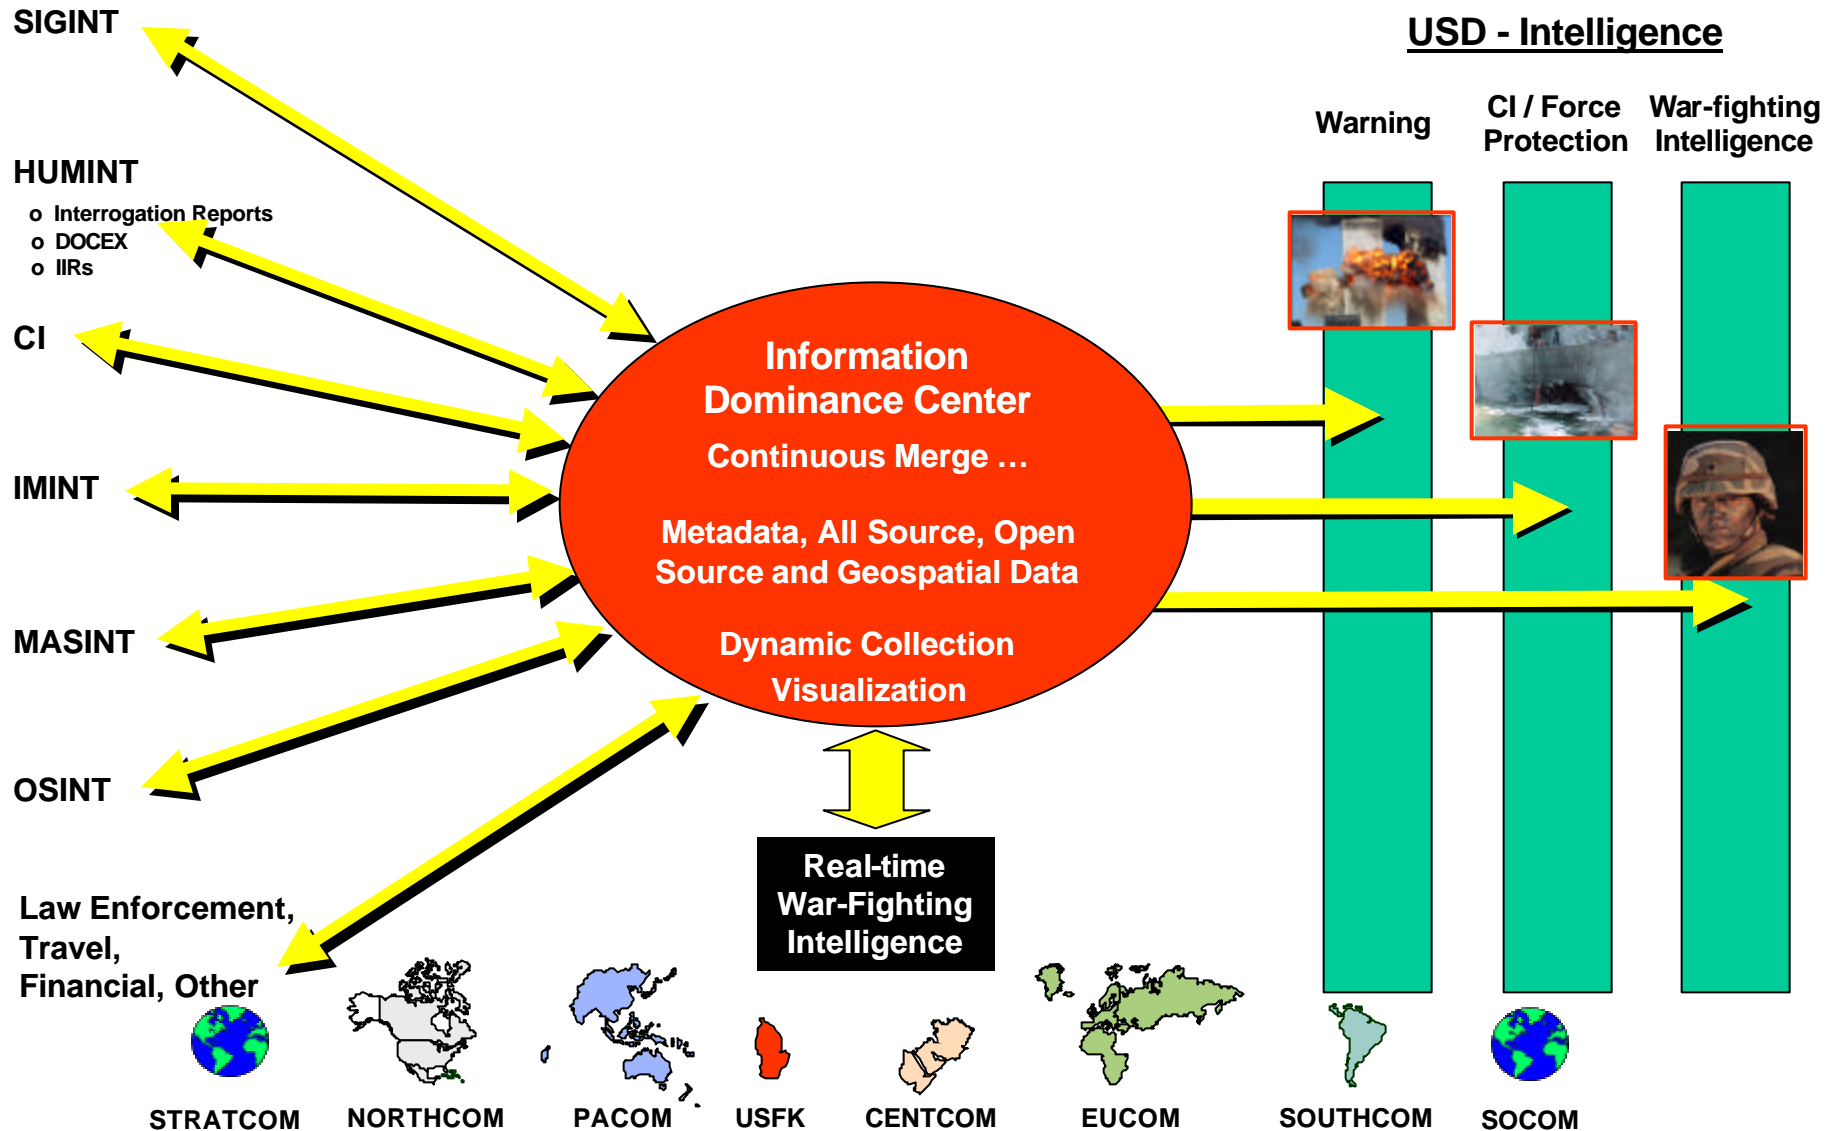 SIGINT
HUMINT
o Interrogation Reports
o DOCEX
o IIRs
CI
IMINT
MASINT
OSINT
Law Enforcement,
Travel,
Financial, Other
Information
Dominance Center
Continuous Merge …
Metadata, All Source, Open
Source and Geospatial Data
Dynamic Collection
Visualization
Real-time
War-Fighting
Intelligence
USD - Intelligence
Warning
CI / Force
Protection
War-fighting
Intelligence
STRATCOM
NORTHCOM
PACOM
USFK
CENTCOM
EUCOM
SOUTHCOM
SOCOM